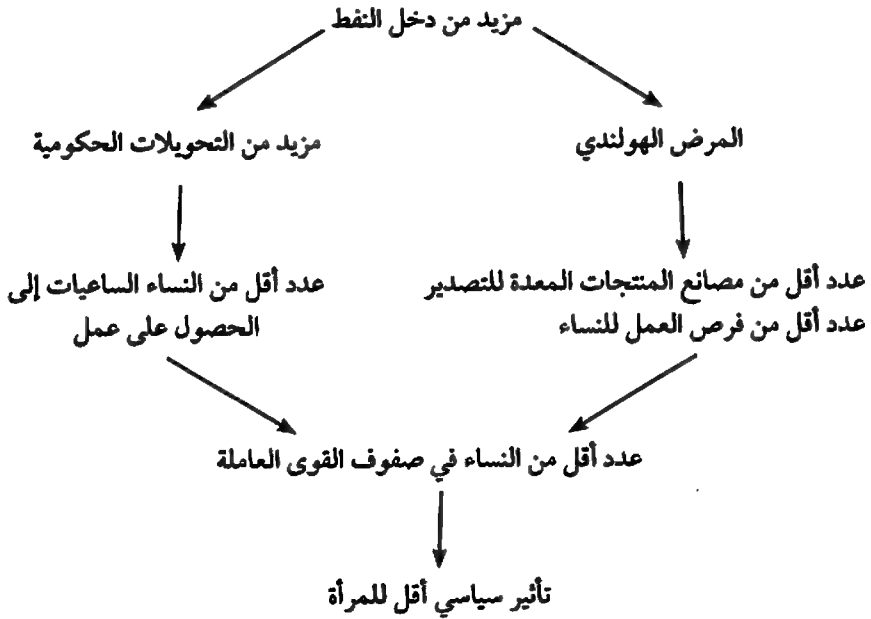 مزيد من دخل النفط
المرض الهولندي
مزيد من التحويلات الحكومية
عدد أقل من مصانع المنتجات المعدة للتصدير
عدد أقل من فرص العمل للنساء
عدد أقل من النساء الساعيات إلى
الحصول على عمل
عدد أقل من النساء في صفوف القوى العاملة
تأثير سياسي أقل للمرأة